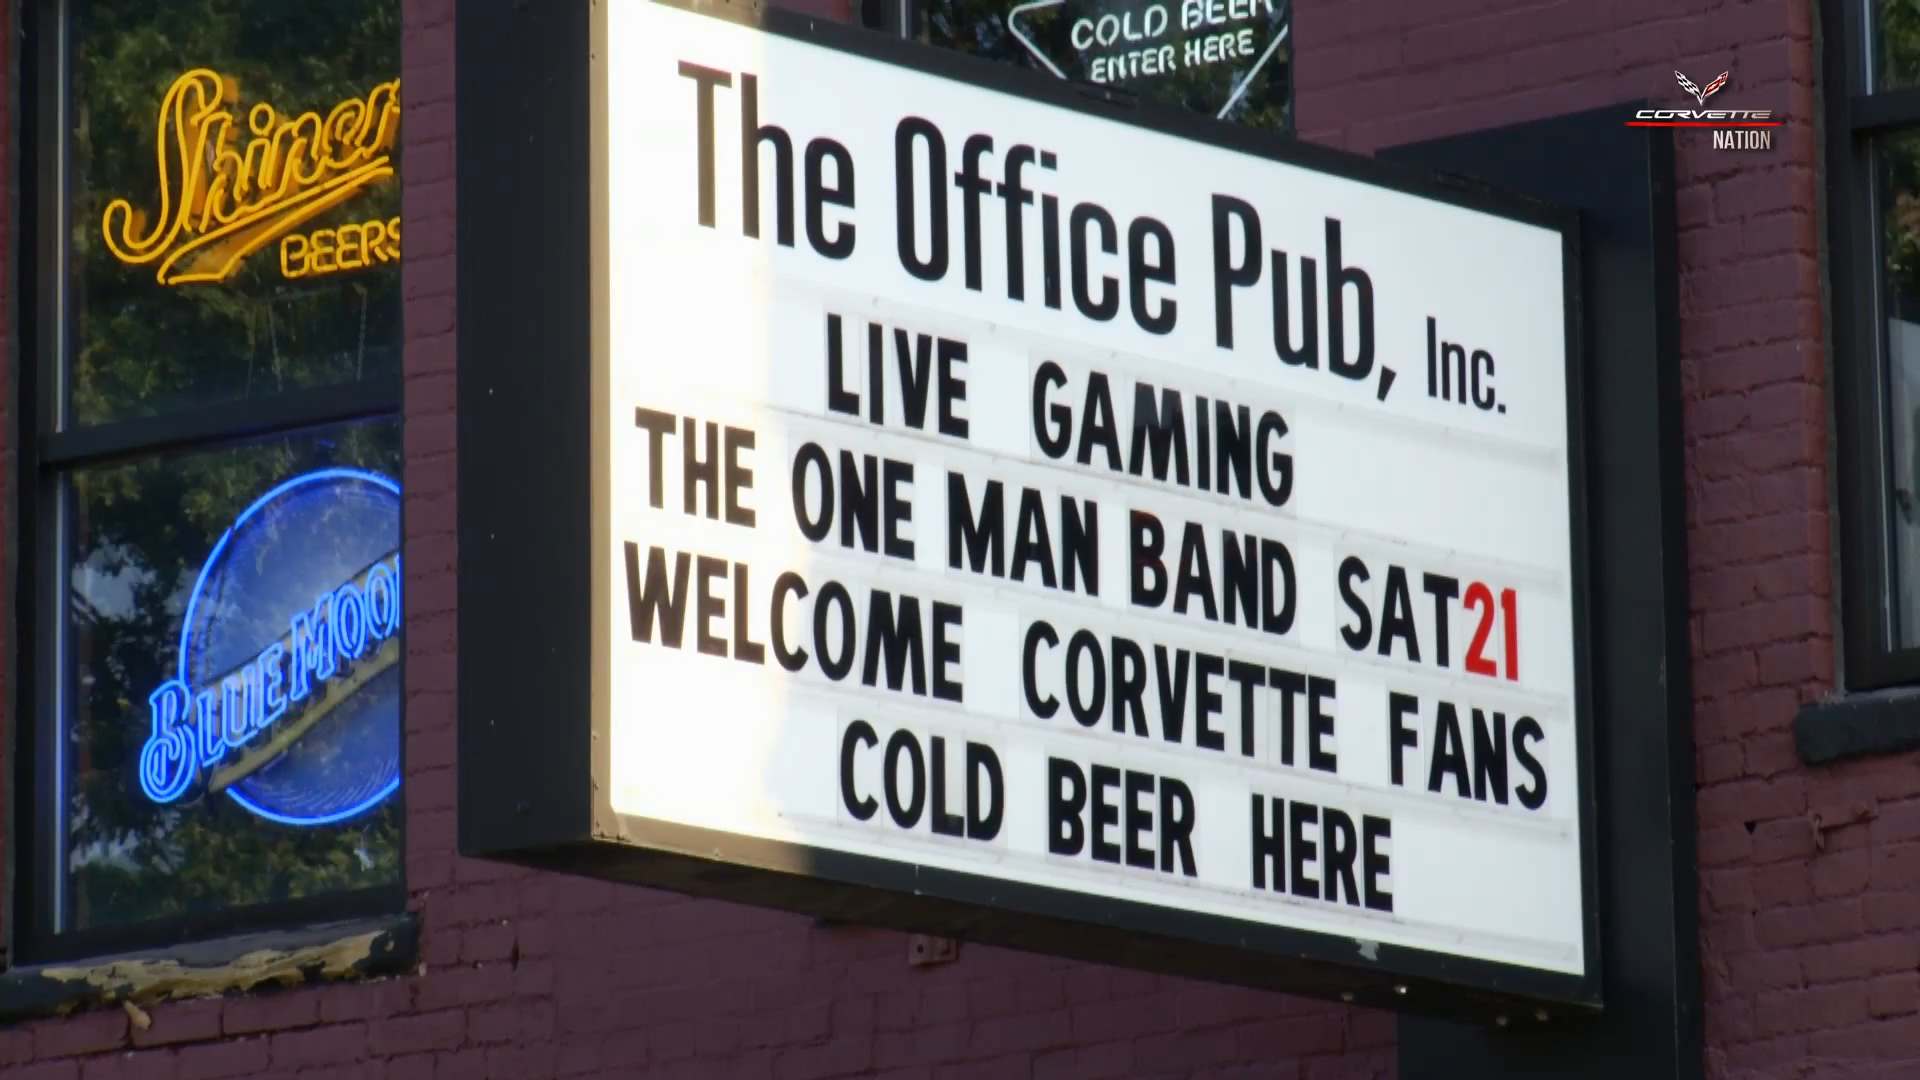 COLD BEER
ENTER HERE
Shiner
BEERS
CORVETTE
NATION
The Office Pub, Inc.
LIVE GAMING
THE ONE MAN BAND SAT21
WELCOME CORVETTE FANS
COLD BEER HERE
BLUE MOON